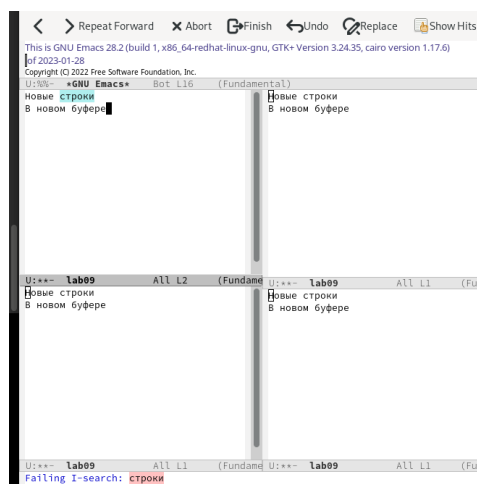 Repeat Forward Abort Finish Undo Replace Show Hits
This is GNU Emacs 28.2 (build 1, x86_64-redhat-linux-gnu, GTK+ Version 3.24.35, cairo version 1.17.6)
of 2023-01-28
Copyright (C) 2022 Free Software Foundation, Inc.
U:%%- *GNU Emacs* Bot L16 (Fundamental)
Новые строки
В новом буфере
U:**- lab09 All L2 (Fundame
Новые строки
В новом буфере
U:**- lab09 All L1 (Fu
Новые строки
В новом буфере
U:**- lab09 All L1 (Fundame
Новые строки
В новом буфере
U:**- lab09 All L1 (Fu
Failing I-search: строки